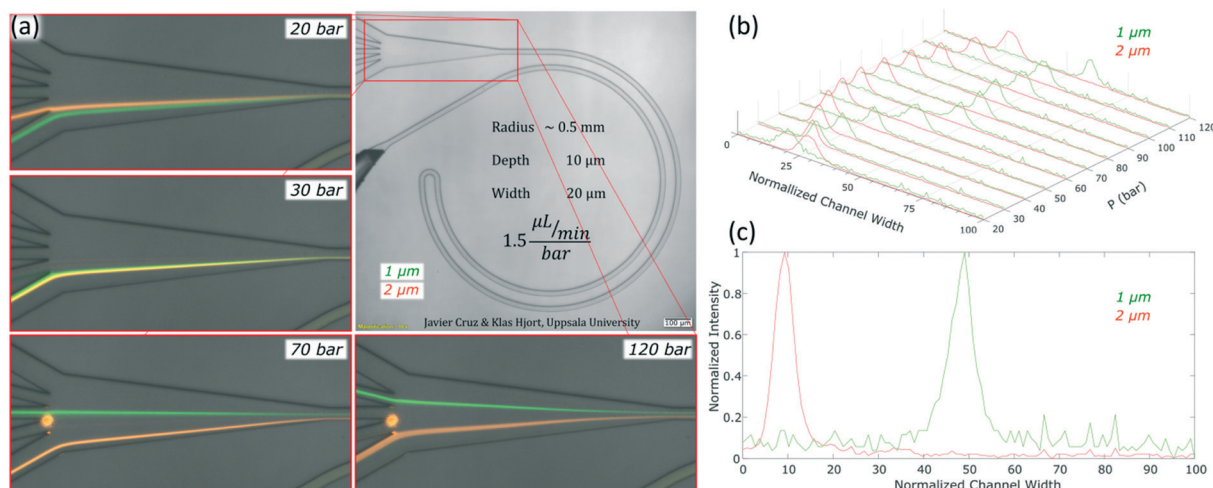 (a)
20 bar
30 bar
70 bar
120 bar
Radius ~ 0.5 mm
Depth 10 µm
Width 20 µm
1.5 µL/min
bar
1 µm
2 µm
Javier Cruz & Klas Hjort, Uppsala University
100 µm
(b)
1 µm
2 µm
0
25
50
75
100
Normallized Channel Width
20
30
40
50
60
70
80
90
100
110
120
P (bar)
(c)
1 µm
2 µm
1
0.8
0.6
0.4
0.2
0
Normalized Intensity
0 10 20 30 40 50 60 70 80 90 100
Normalized Channel Width